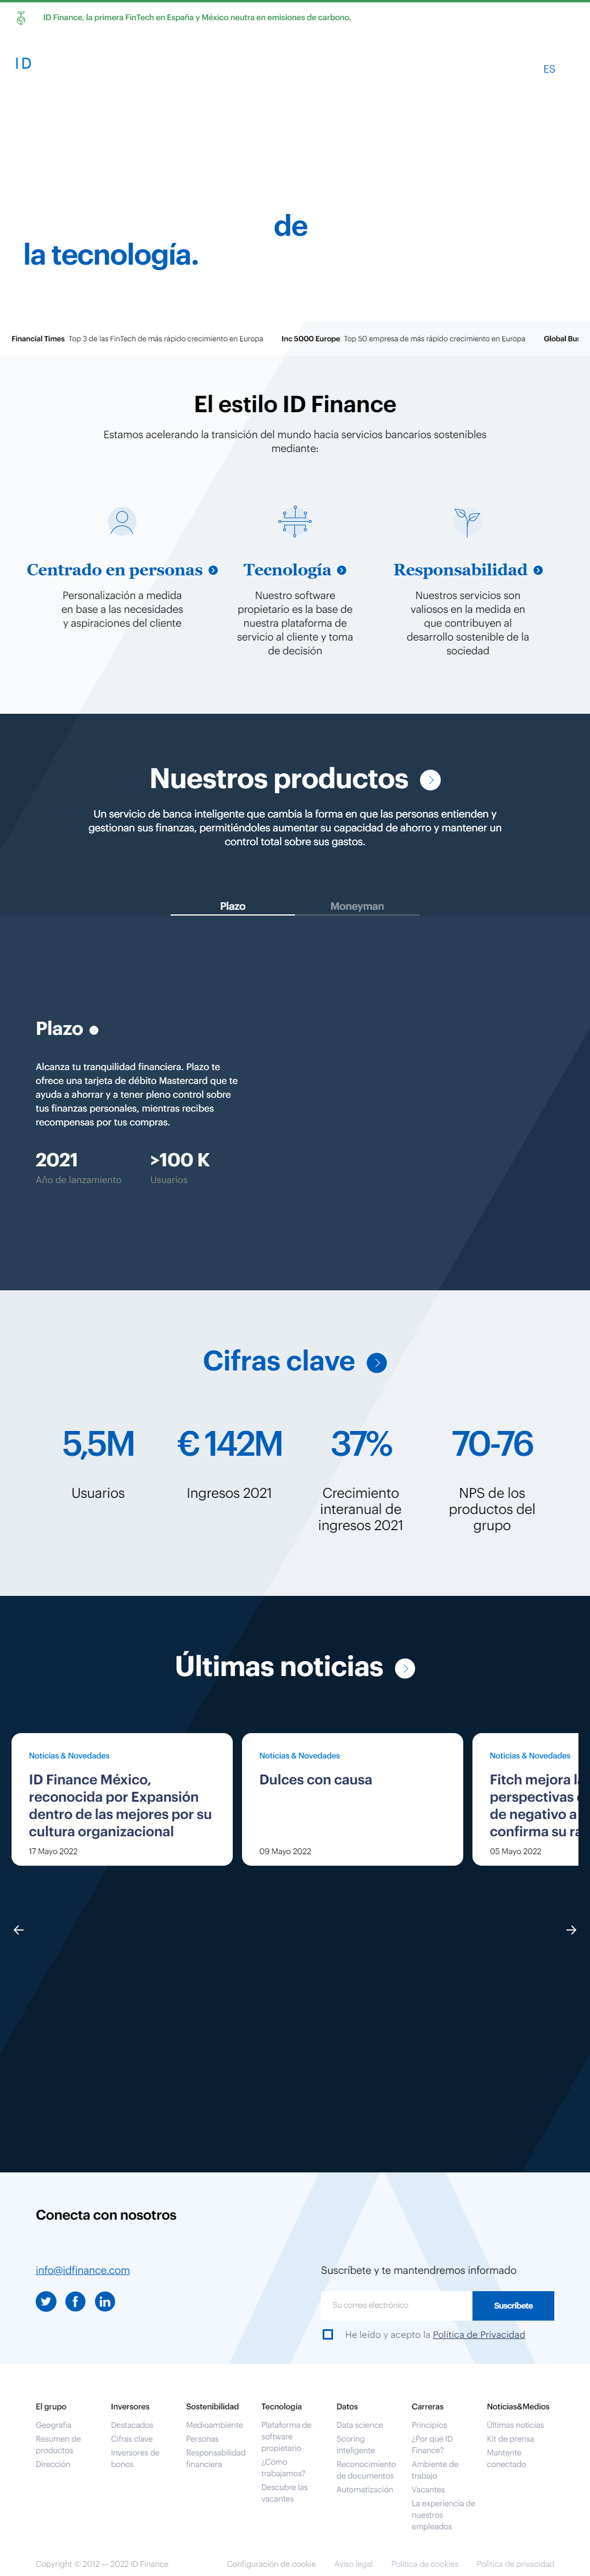 ID Finance, la primera FinTech en España y México neutra en emisiones de carbono.
ID
ES
de
la tecnología.
Financial Times Top 3 de las FinTech de más rápido crecimiento en Europa Inc 5000 Europe Top 50 empresa de más rápido crecimiento en Europa Global
El estilo ID Finance
Estamos acelerando la transición del mundo hacia servicios bancarios sostenibles
mediante:
Centrado en personas
Personalización a medida
en base a las necesidades
y aspiraciones del cliente
Tecnología
Nuestro software
propietario es la base de
nuestra plataforma de
servicio al cliente y toma
de decisión
Responsabilidad
Nuestros servicios son
valiosos en la medida en
que contribuyen al
desarrollo sostenible de la
sociedad
Nuestros productos
Un servicio de banca inteligente que cambia la forma en que las personas entienden y
gestionan sus finanzas, permitiéndoles aumentar su capacidad de ahorro y mantener un
control total sobre sus gastos.
Plazo Moneyman
Plazo
Alcanza tu tranquilidad financiera. Plazo te
ofrece una tarjeta de débito Mastercard que te
ayuda a ahorrar y a tener pleno control sobre
tus finanzas personales, mientras recibes
recompensas por tus compras.
2021
Año de lanzamiento
>100 K
Usuarios
Cifras clave
5,5M
Usuarios
€ 142M
Ingresos 2021
37%
Crecimiento
interanual de
ingresos 2021
70-76
NPS de los
productos del
grupo
Últimas noticias
Noticias & Novedades
ID Finance México,
reconocida por Expansión
dentro de las mejores por su
cultura organizacional
17 Mayo 2022
Noticias & Novedades
Dulces con causa
09 Mayo 2022
Noticias & Novedades
Fitch mejora
perspectivas
de negativo a
confirma su
05 Mayo 2022
Conecta con nosotros
info@idfinance.com
Suscríbete y te mantendremos informado
Su correo electrónico
Suscríbete
He leído y acepto la Política de Privacidad
El grupo
Geografía
Resumen de
productos
Dirección
Inversores
Destacados
Cifras clave
Inversores de
bonos
Sostenibilidad
Medioambiente
Personas
Responsabilidad
financiera
Tecnología
Plataforma de
software
propietario
¿Cómo
trabajamos?
Descubre las
vacantes
Datos
Data science
Scoring
inteligente
Reconocimiento
de documentos
Automatización
Carreras
Principios
¿Por qué ID
Finance?
Ambiente de
trabajo
Vacantes
La experiencia de
nuestros
empleados
Noticias&Medios
Últimas noticias
Kit de prensa
Mantente
conectado
Copyright © 2012 — 2022 ID Finance
Configuración de cookie
Aviso legal
Política de cookies
Política de privacidad